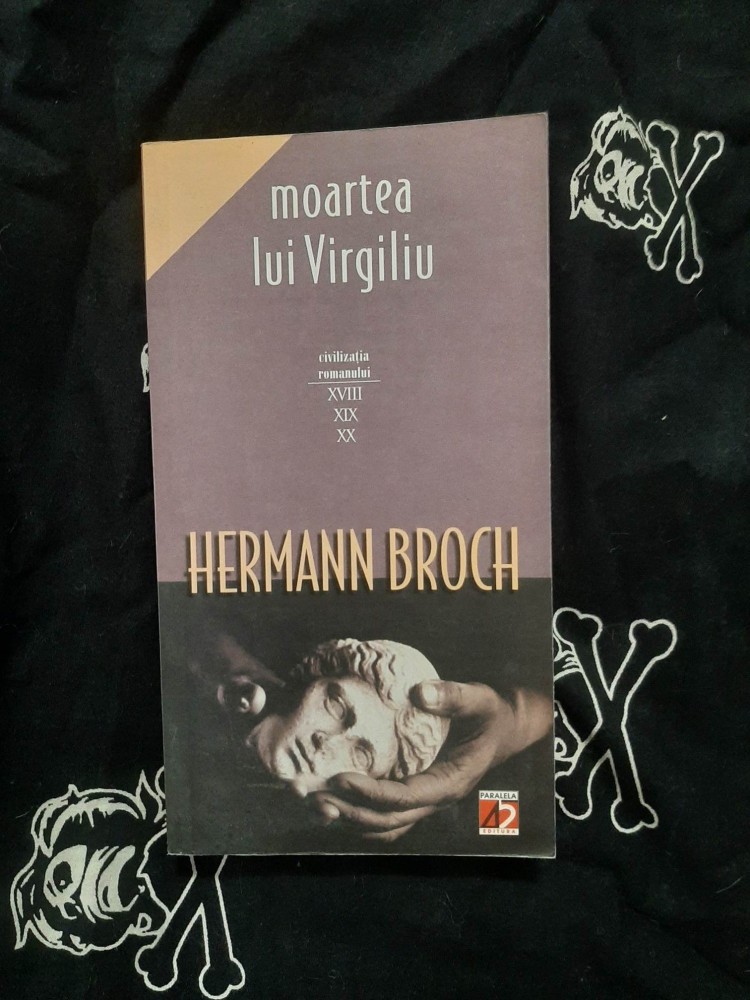 moartea
lui Virgiliu
civilizația
romanului
XVIII
XIX
XX
HERMANN BROCH
PARALELA
45
EDITURA